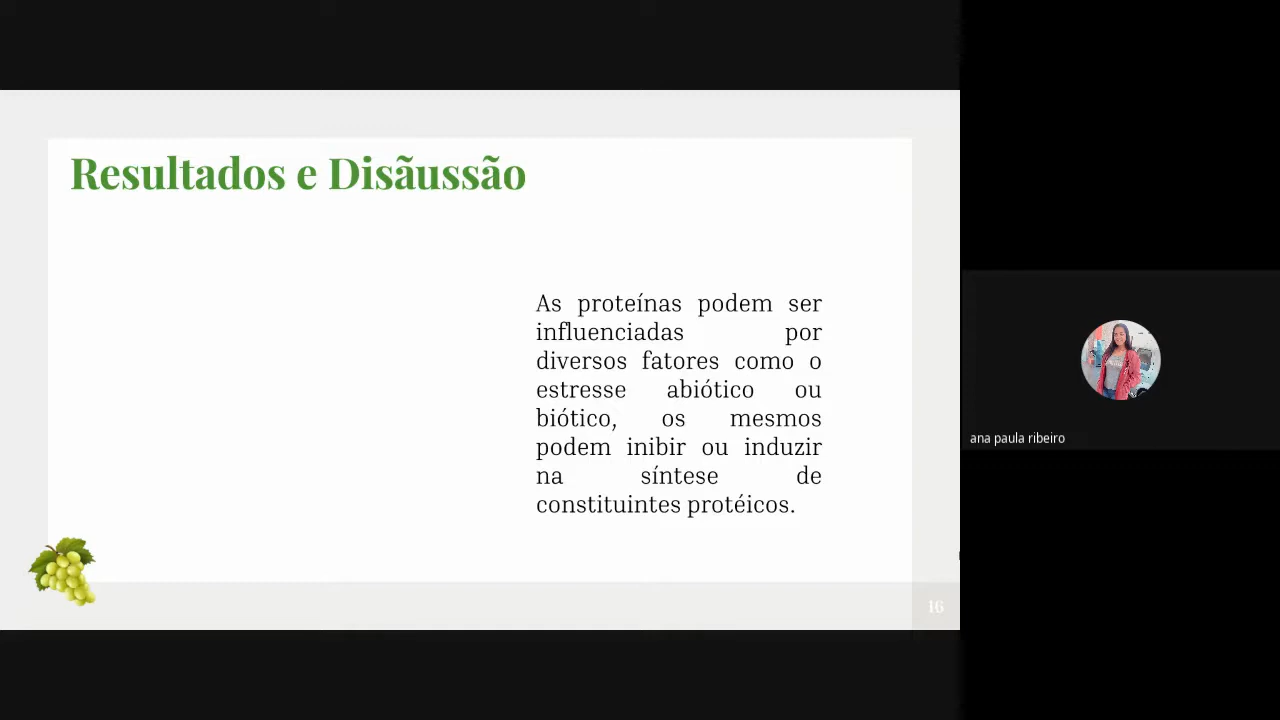 Resultados e Disãussão
As proteínas podem ser
influenciadas por
diversos fatores como o
estresse abiótico ou
biótico, os mesmos
podem inibir ou induzir
na síntese de
constituintes protéicos.
16
ana paula ribeiro